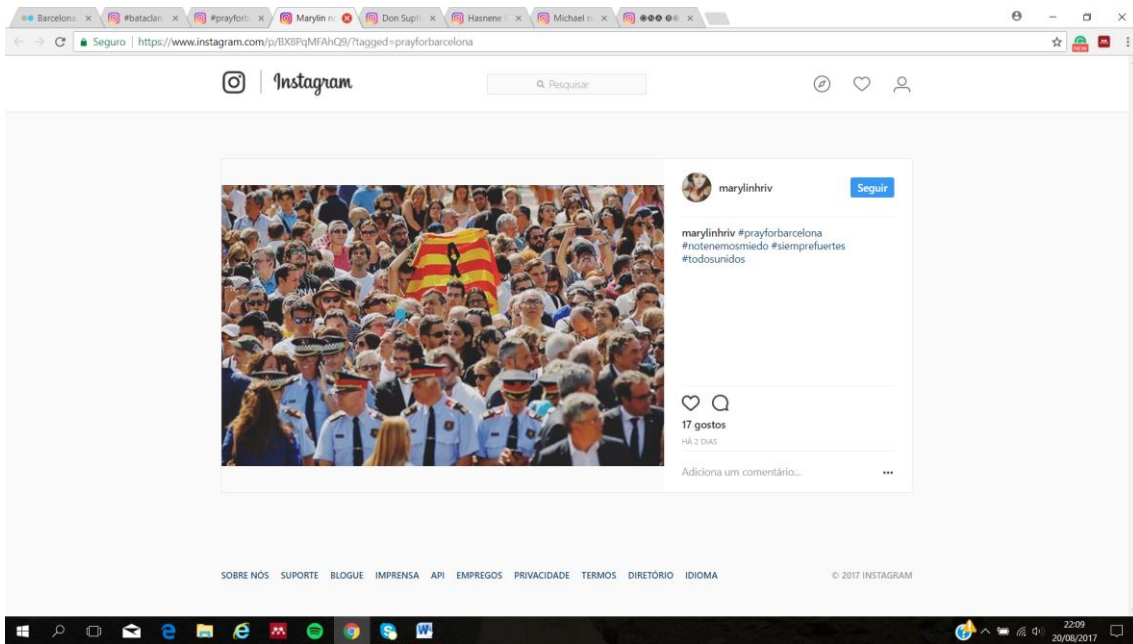 Barcelona
#bataclan
#prayforb
Marylin no
Don Suph
Hasnene
Michael n
Seguro | https://www.instagram.com/p/BX8PqMFAhQ9/?tagged=prayforbarcelona
NEW
Instagram
Pesquisar
marylinhriv
Seguir
marylinhriv #prayforbarcelona
#notenemosmiedo #siemprefuertes
#todosunidos
17 gostos
HÁ 2 DIAS
Adiciona um comentário...
SOBRE NÓS SUPORTE BLOGUE IMPRENSA API EMPREGOS PRIVACIDADE TERMOS DIRETÓRIO IDIOMA
© 2017 INSTAGRAM
22:09
20/08/2017